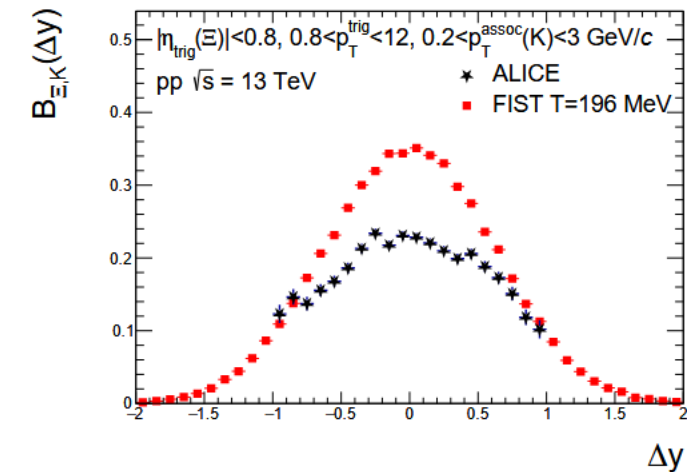 |η_trig(Ξ)|<0.8, 0.8<p_T^trig<12, 0.2<p_T^assoc(K)<3 GeV/c
pp √s = 13 TeV
ALICE
FIST T=196 MeV
B_Ξ,K(Δy)
0.5
0.4
0.3
0.2
0.1
0
−2 −1.5 −1 −0.5 0 0.5 1 1.5 2
Δy